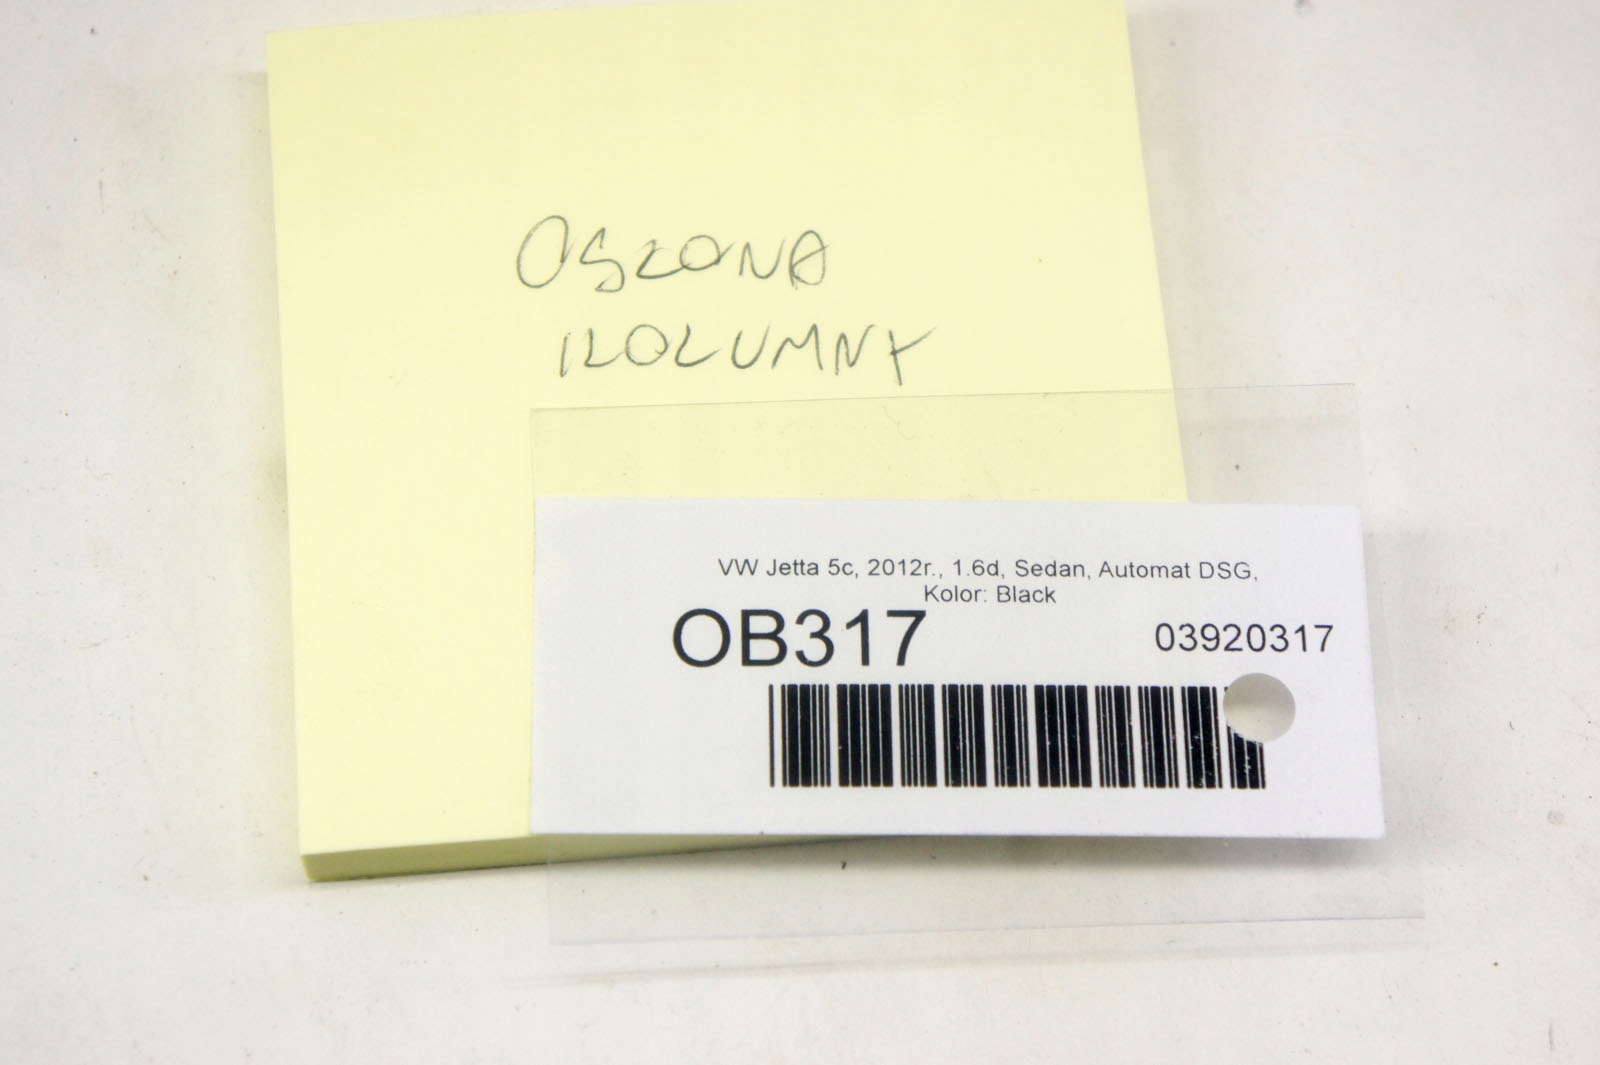 OSŁONA
KOLUMNY
VW Jetta 5c, 2012r., 1.6d, Sedan, Automat DSG,
Kolor: Black
OB317
03920317